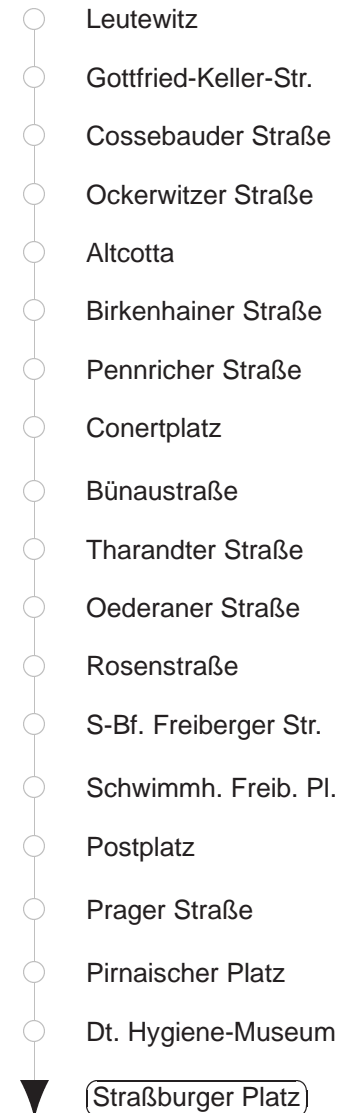 Leutewitz
Gottfried-Keller-Str.
Cossebauder Straße
Ockerwitzer Straße
Altcotta
Birkenhainer Straße
Pennricher Straße
Conertplatz
Bünaustraße
Tharandter Straße
Oederaner Straße
Rosenstraße
S-Bf. Freiberger Str.
Schwimmh. Freib. Pl.
Postplatz
Prager Straße
Pirnaischer Platz
Dt. Hygiene-Museum
Straßburger Platz